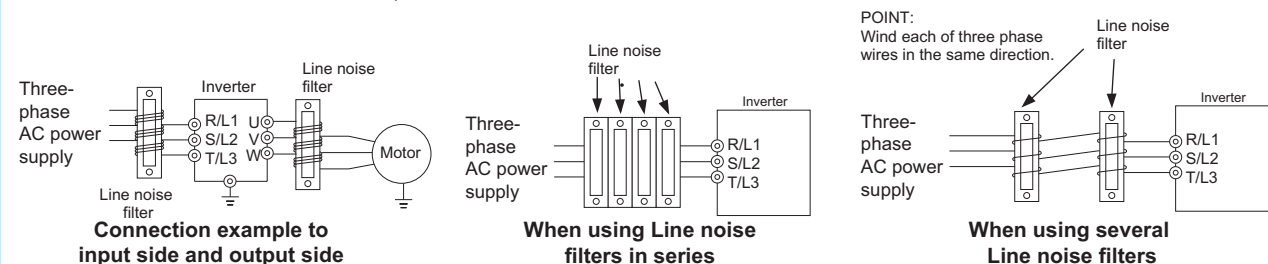 Three-
phase
AC power
supply
Line noise
filter
Inverter
R/L1 U
S/L2 V
T/L3 W
Line noise
filter
Motor
Connection example to
input side and output side
Line noise
filter
Three-
phase
AC power
supply
Inverter
R/L1
S/L2
T/L3
When using Line noise
filters in series
POINT:
Wind each of three phase
wires in the same direction.
Line noise
filter
Three-
phase
AC power
supply
Inverter
R/L1
S/L2
T/L3
When using several
Line noise filters